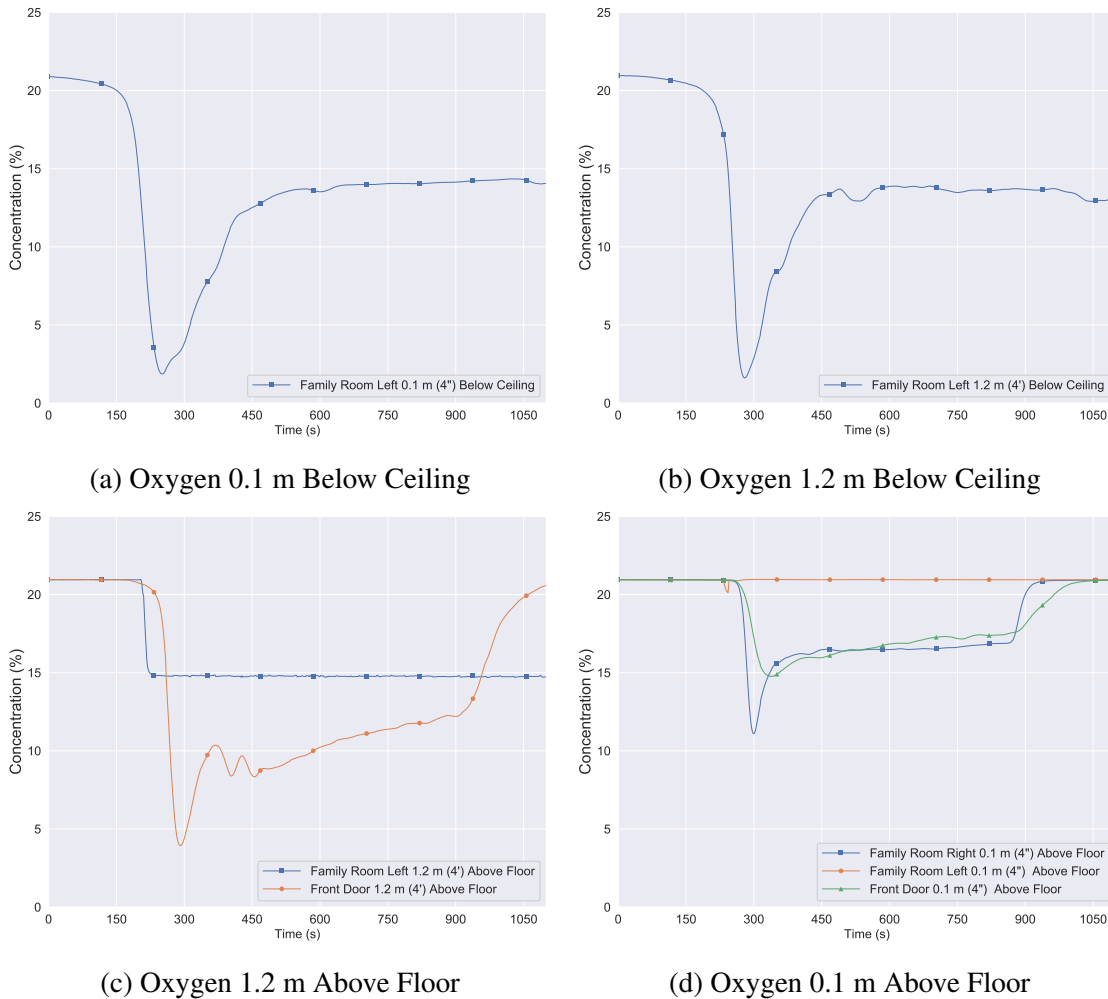 25
20
15
10
5
0
Concentration (%)
Family Room Left 0.1 m (4") Below Ceiling
0 150 300 450 600 750 900 1050
Time (s)
(a) Oxygen 0.1 m Below Ceiling
25
20
15
10
5
0
Concentration (%)
Family Room Left 1.2 m (4') Below Ceiling
0 150 300 450 600 750 900 1050
Time (s)
(b) Oxygen 1.2 m Below Ceiling
25
20
15
10
5
0
Concentration (%)
Family Room Left 1.2 m (4') Above Floor
Front Door 1.2 m (4') Above Floor
0 150 300 450 600 750 900 1050
Time (s)
(c) Oxygen 1.2 m Above Floor
25
20
15
10
5
0
Concentration (%)
Family Room Right 0.1 m (4") Above Floor
Family Room Left 0.1 m (4") Above Floor
Front Door 0.1 m (4") Above Floor
0 150 300 450 600 750 900 1050
Time (s)
(d) Oxygen 0.1 m Above Floor